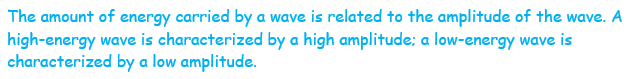 The amount of energy carried by a wave is related to the amplitude of the wave. A
high-energy wave is characterized by a high amplitude; a low-energy wave is
characterized by a low amplitude.